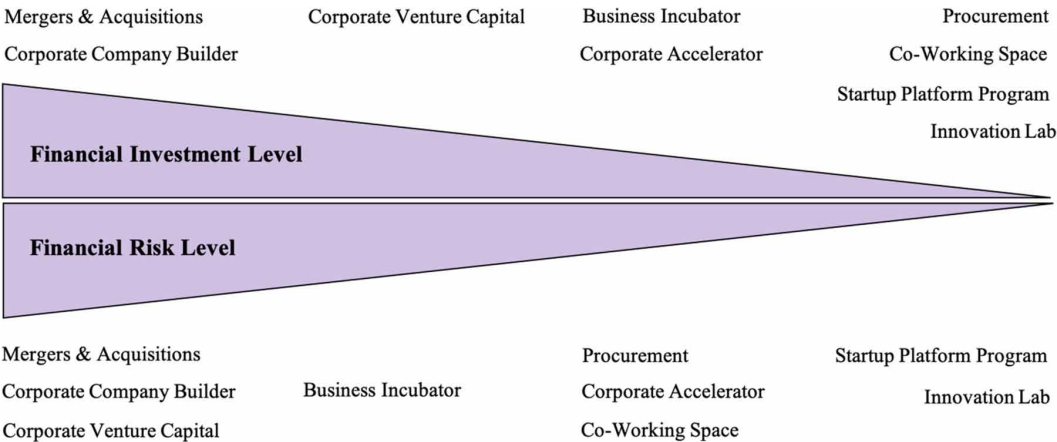 Mergers & Acquisitions
Corporate Venture Capital
Business Incubator
Procurement
Corporate Company Builder
Corporate Accelerator
Co-Working Space
Startup Platform Program
Innovation Lab
Financial Investment Level
Financial Risk Level
Mergers & Acquisitions
Procurement
Startup Platform Program
Corporate Company Builder
Business Incubator
Corporate Accelerator
Innovation Lab
Corporate Venture Capital
Co-Working Space